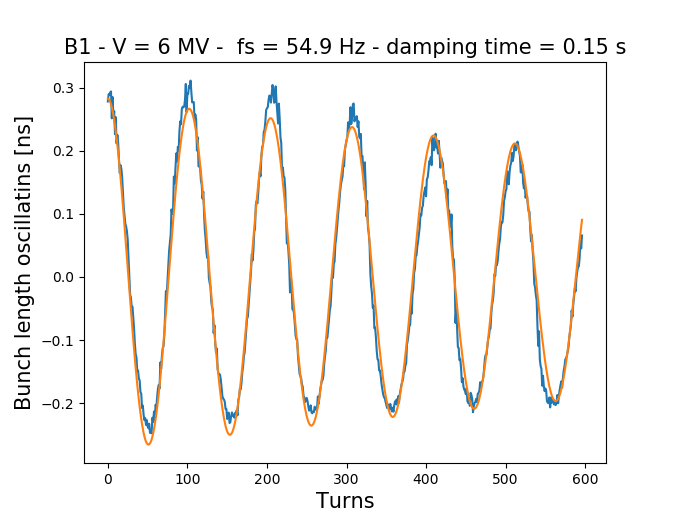 B1 - V = 6 MV -  fs = 54.9 Hz - damping time = 0.15 s
Bunch length oscillatins [ns]
0.3
0.2
0.1
0.0
−0.1
−0.2
0 100 200 300 400 500 600
Turns